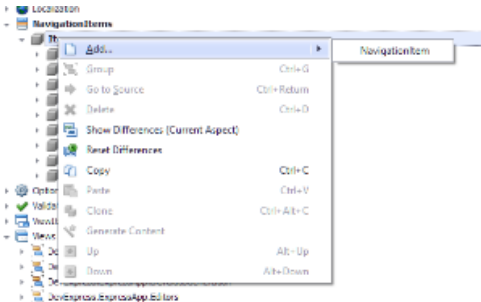 Localization
NavigationItems
Add...
NavigationItem
Group Ctrl+G
Go to Source Ctrl+Return
Delete Ctrl+D
Show Differences (Current Aspect)
Reset Differences
Copy Ctrl+C
Paste Ctrl+V
Clone Ctrl+Alt+C
Generate Content
Up Alt+Up
Down Alt+Down
Views
DevExpress.ExpressApp.Editors